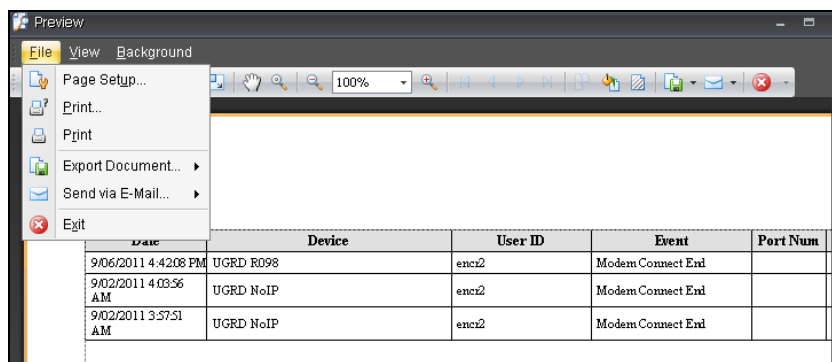 Preview
File View Background
100%
Page Setup...
Print...
Print
Export Document...
Send via E-Mail...
Exit
Date Device User ID Event Port Num
9/06/2011 4:42:08 PM UGRD R098 encr2 Modem Connect End
9/02/2011 4:03:56
AM
UGRD NoIP encr2 Modem Connect End
9/02/2011 3:57:51
AM
UGRD NoIP encr2 Modem Connect End